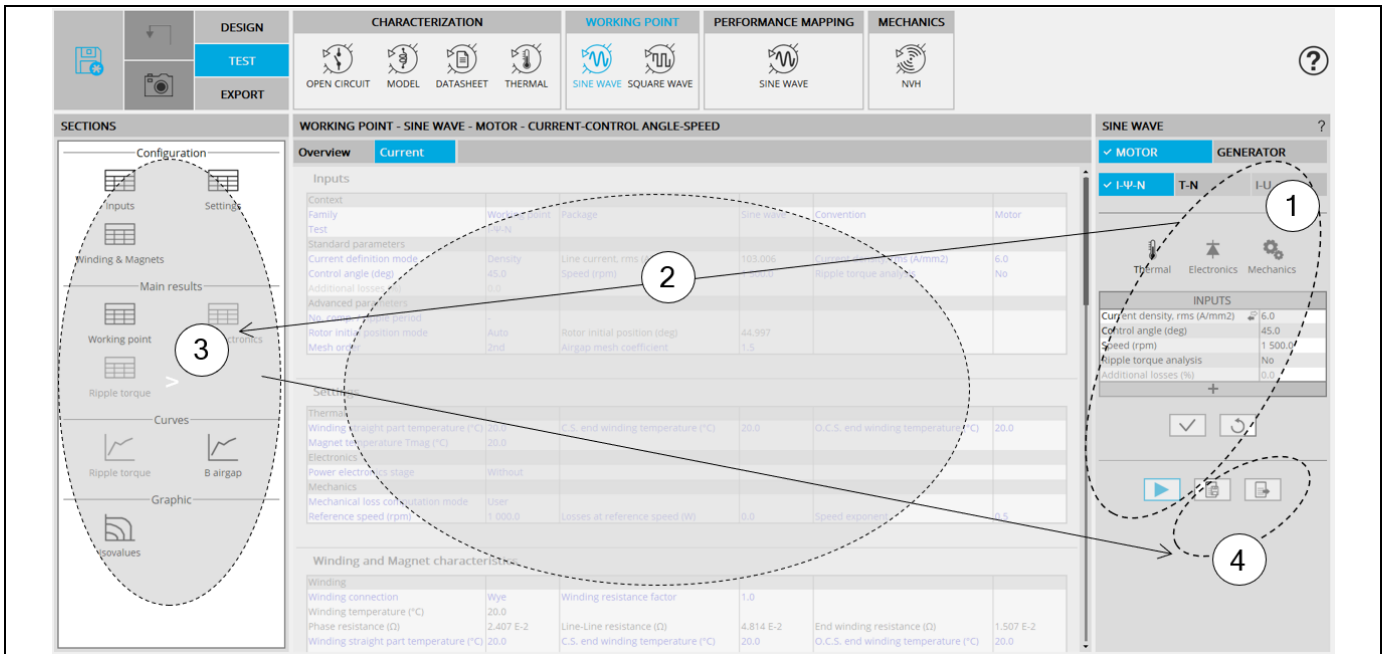 DESIGN
TEST
EXPORT
CHARACTERIZATION
OPEN CIRCUIT MODEL DATASHEET THERMAL
WORKING POINT
SINE WAVE SQUARE WAVE
PERFORMANCE MAPPING
SINE WAVE
MECHANICS
NVH
?
SECTIONS
Configuration
Inputs Settings
Winding & Magnets
Main results
Working point
Ripple torque
>
Curves
Ripple torque B airgap
Graphic
Isovalues
3
WORKING POINT - SINE WAVE - MOTOR - CURRENT-CONTROL ANGLE-SPEED
Overview Current
Inputs
Context
Family Working point Package Sine wave Convention Motor
Test I-Ψ-N
Standard parameters
Current definition mode Density Line current, rms 103.006 Current density, rms (A/mm2) 6.0
Control angle (deg) 45.0 Speed (rpm) 1 500.0 Ripple torque analysis No
Additional losses (%) 0.0
Advanced parameters
No. comp. / ripple period -
Rotor initial position mode Auto Rotor initial position (deg) 44.997
Mesh order 2nd Airgap mesh coefficient 1.5
2
Settings
Thermal
Winding straight part temperature (°C) 20.0 C.S. end winding temperature (°C) 20.0 O.C.S. end winding temperature (°C) 20.0
Magnet temperature Tmag (°C) 20.0
Electronics
Power electronics stage Without
Mechanics
Mechanical loss computation mode User
Reference speed (rpm) 1 000.0 Losses at reference speed (W) 0.0 Speed exponent 0.5
Winding and Magnet characteristics
Winding
Winding connection Wye Winding resistance factor 1.0
Winding temperature (°C) 20.0
Phase resistance (Ω) 2.407 E-2 Line-Line resistance (Ω) 4.814 E-2 End winding resistance (Ω) 1.507 E-2
Winding straight part temperature (°C) 20.0 C.S. end winding temperature (°C) 20.0 O.C.S. end winding temperature (°C) 20.0
SINE WAVE ?
MOTOR GENERATOR
I-Ψ-N T-N I-U
1
Thermal Electronics Mechanics
INPUTS
Current density, rms (A/mm2) 6.0
Control angle (deg) 45.0
Speed (rpm) 1 500.0
Ripple torque analysis No
Additional losses (%) 0.0
+
4